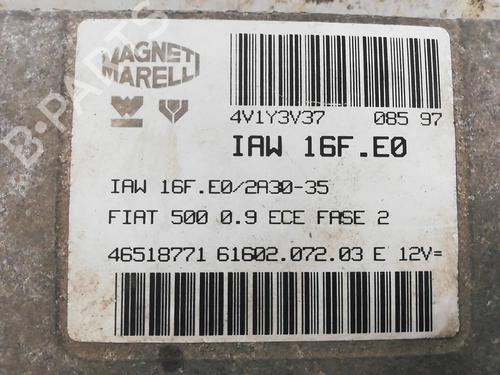 MAGNETI
MARELLI
4V1Y3V37 085 97
IAW 16F.E0
IAW 16F.E0/2A30-35
FIAT 500 0.9 ECE FASE 2
46518771 61602.072.03 E 12V=
B-PARTS